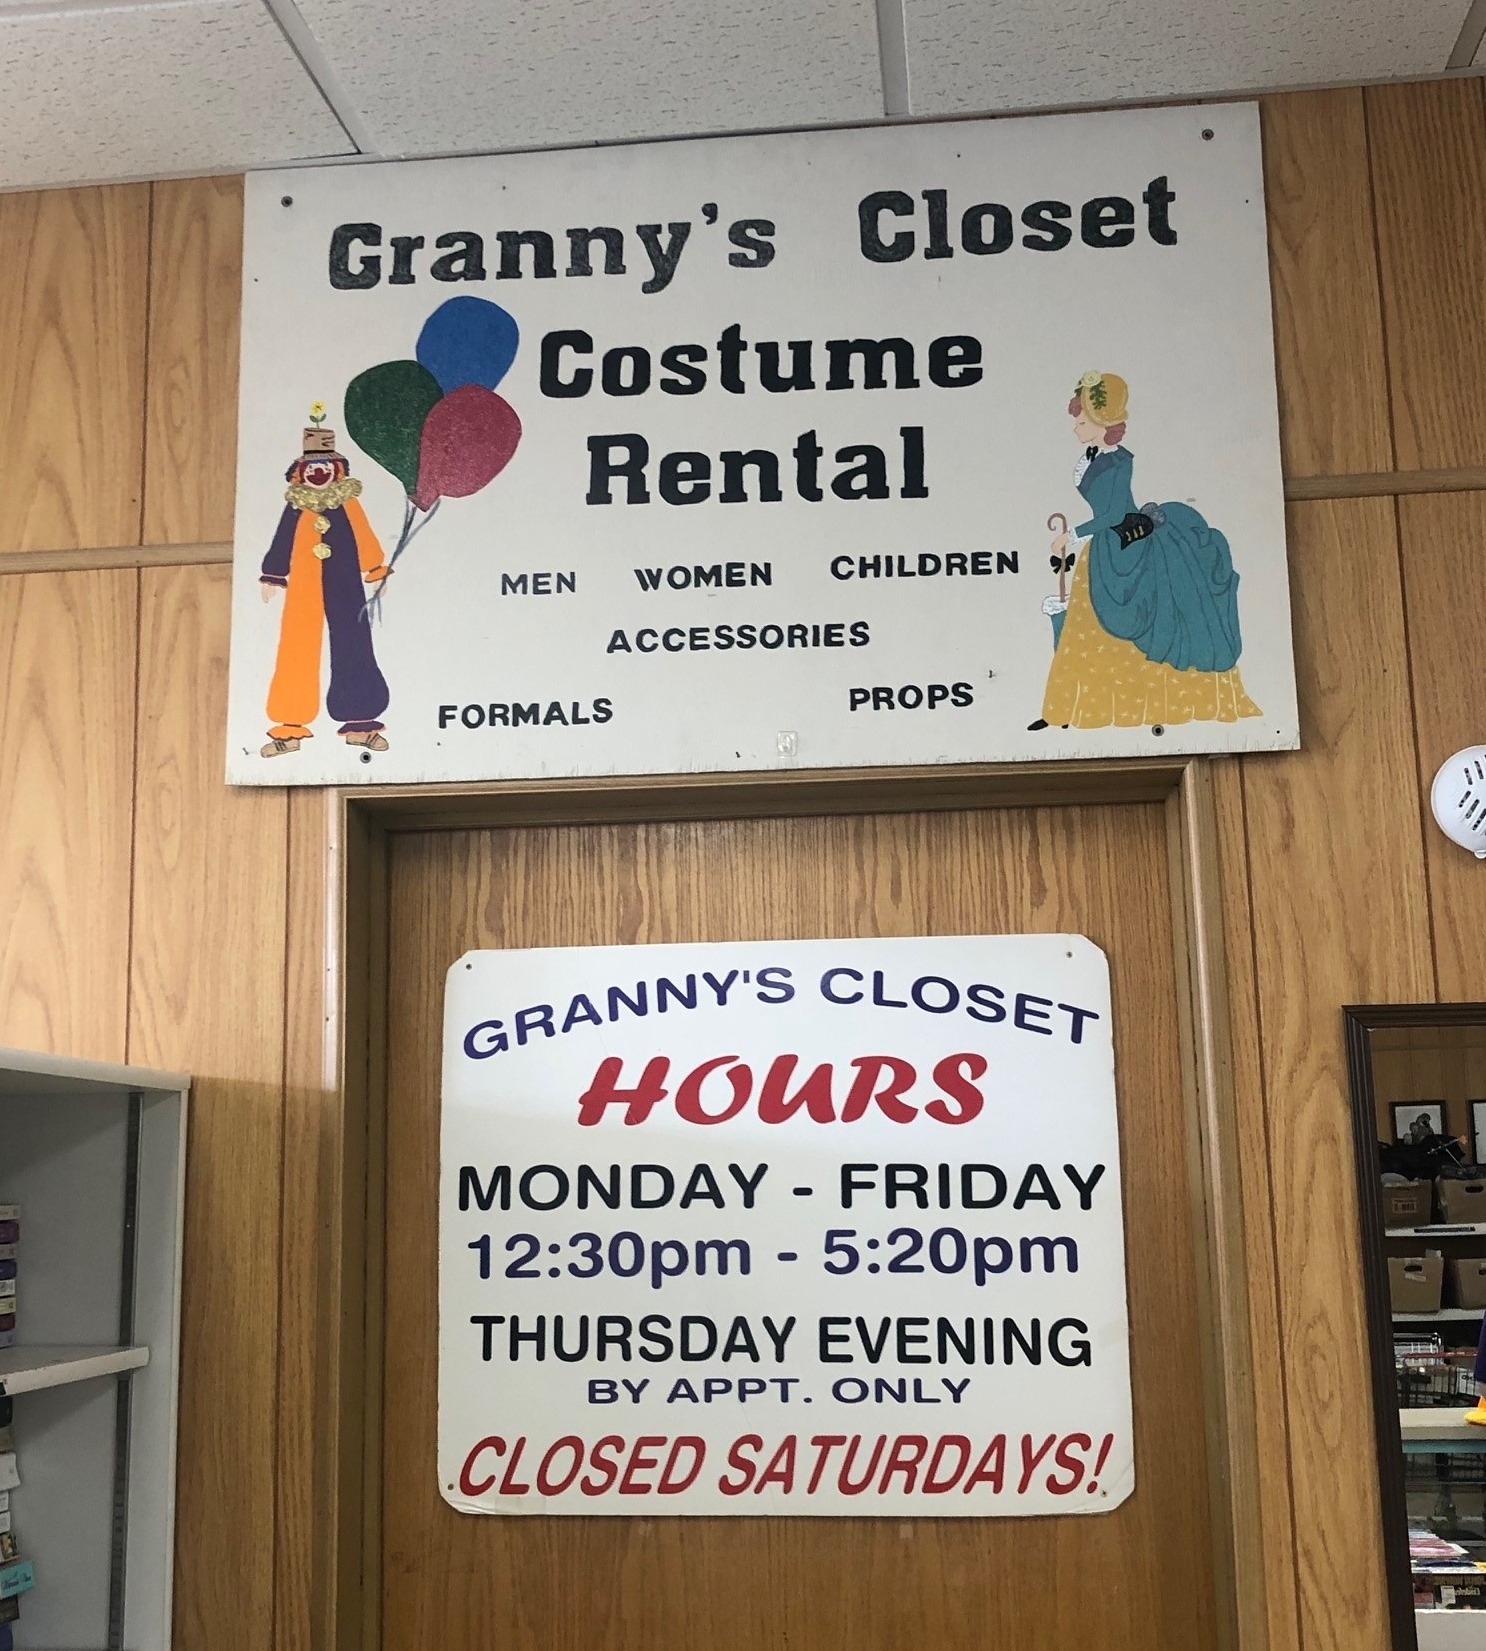 Granny's Closet
Costume
Rental
MEN WOMEN CHILDREN
ACCESSORIES
FORMALS PROPS
GRANNY'S CLOSET
HOURS
MONDAY - FRIDAY
12:30pm - 5:20pm
THURSDAY EVENING
BY APPT. ONLY
CLOSED SATURDAYS!